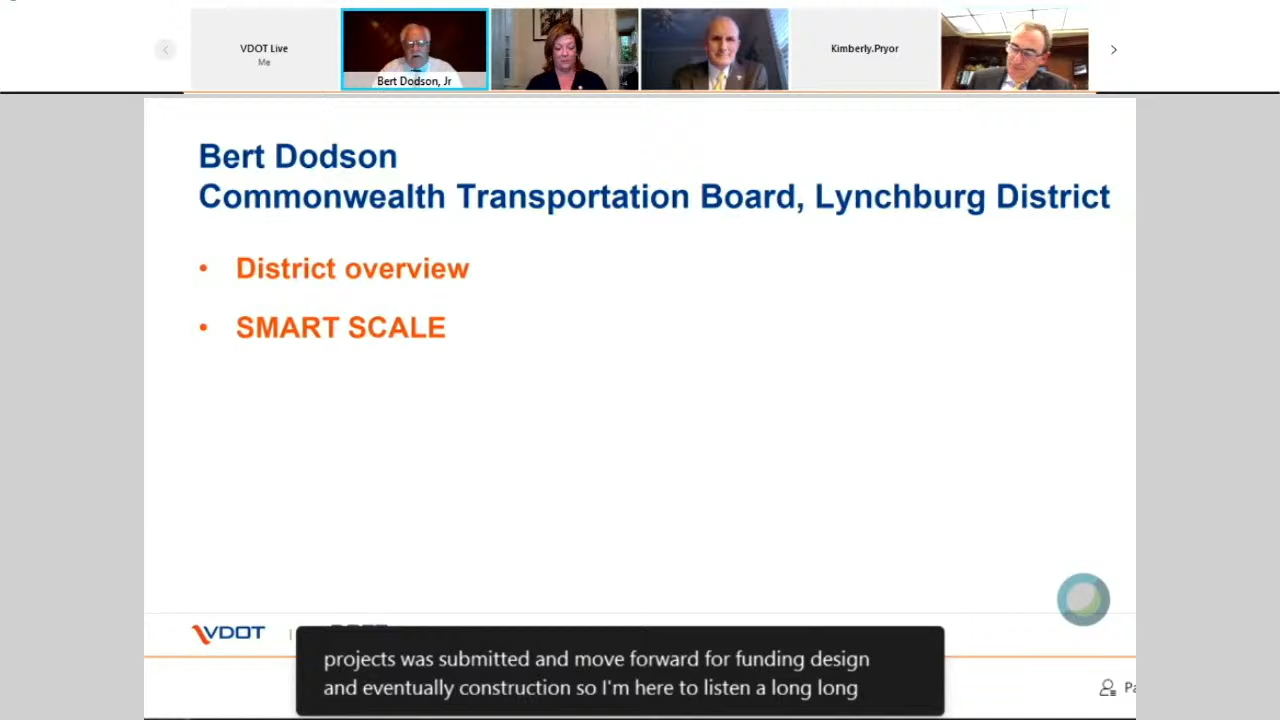 VDOT Live
Me
Bert Dodson, Jr
Kimberly.Pryor
Bert Dodson
Commonwealth Transportation Board, Lynchburg District
• District overview
• SMART SCALE
VDOT
projects was submitted and move forward for funding design
and eventually construction so I'm here to listen a long long